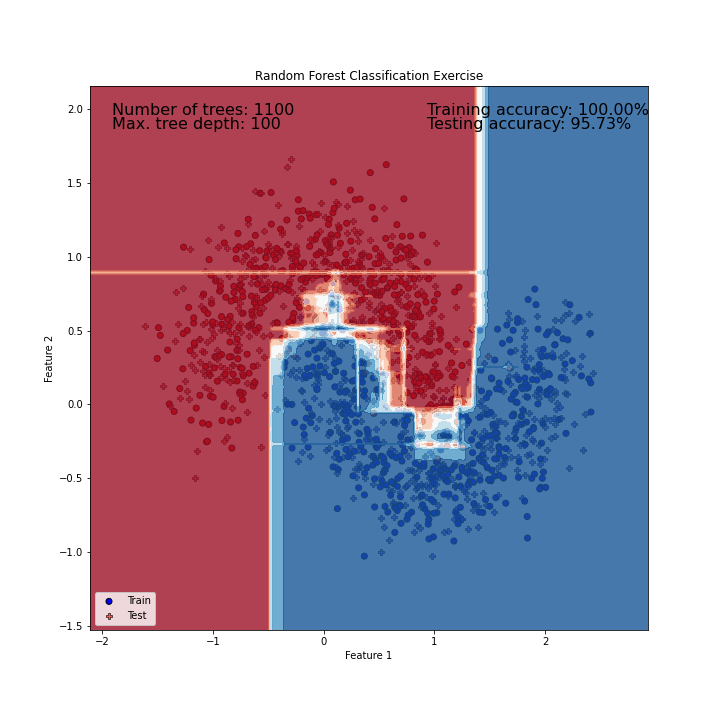 Random Forest Classification Exercise
Number of trees: 1100
Max. tree depth: 100
Training accuracy: 100.00%
Testing accuracy: 95.73%
2.0
1.5
1.0
0.5
0.0
−0.5
−1.0
−1.5
Feature 2
Train
Test
−2
−1
0
1
2
Feature 1